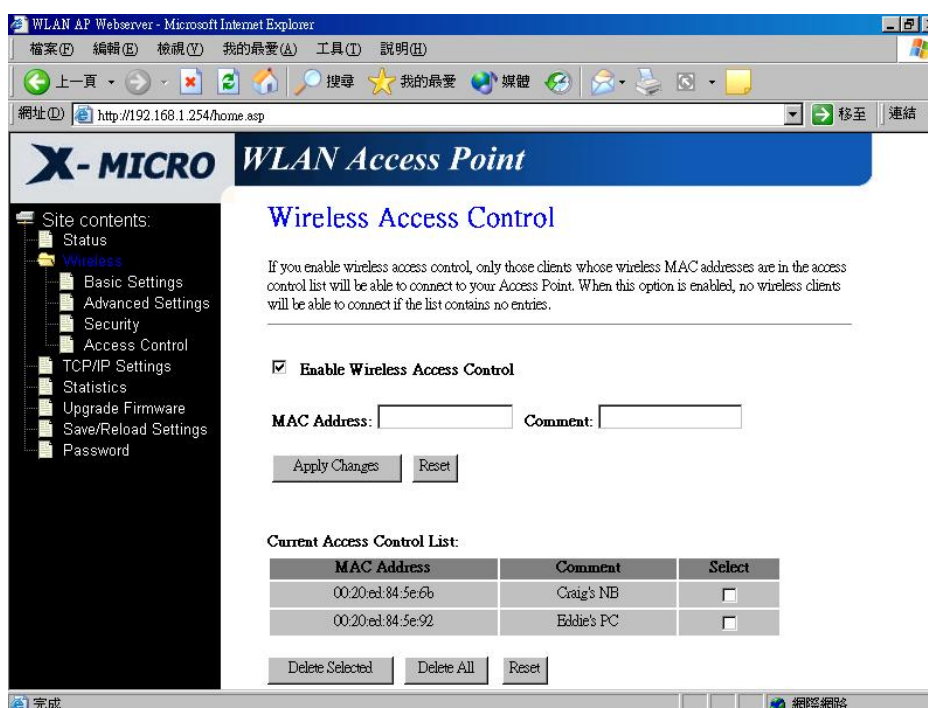 WLAN AP Webserver - Microsoft Internet Explorer
檔案(F) 編輯(E) 檢視(V) 我的最愛(A) 工具(T) 說明(H)
上一頁 搜尋 我的最愛 媒體
網址(D) http://192.168.1.254/home.asp 移至 連結
X-MICRO
WLAN Access Point
Site contents:
Status
Wireless
Basic Settings
Advanced Settings
Security
Access Control
TCP/IP Settings
Statistics
Upgrade Firmware
Save/Reload Settings
Password
Wireless Access Control
If you enable wireless access control, only those clients whose wireless MAC addresses are in the access
control list will be able to connect to your Access Point. When this option is enabled, no wireless clients
will be able to connect if the list contains no entries.
Enable Wireless Access Control
MAC Address: Comment:
Apply Changes Reset
Current Access Control List:
MAC Address Comment Select
00:20:ed:84:5e:6b Craig's NB
00:20:ed:84:5e:92 Eddie's PC
Delete Selected Delete All Reset
完成 網際網路